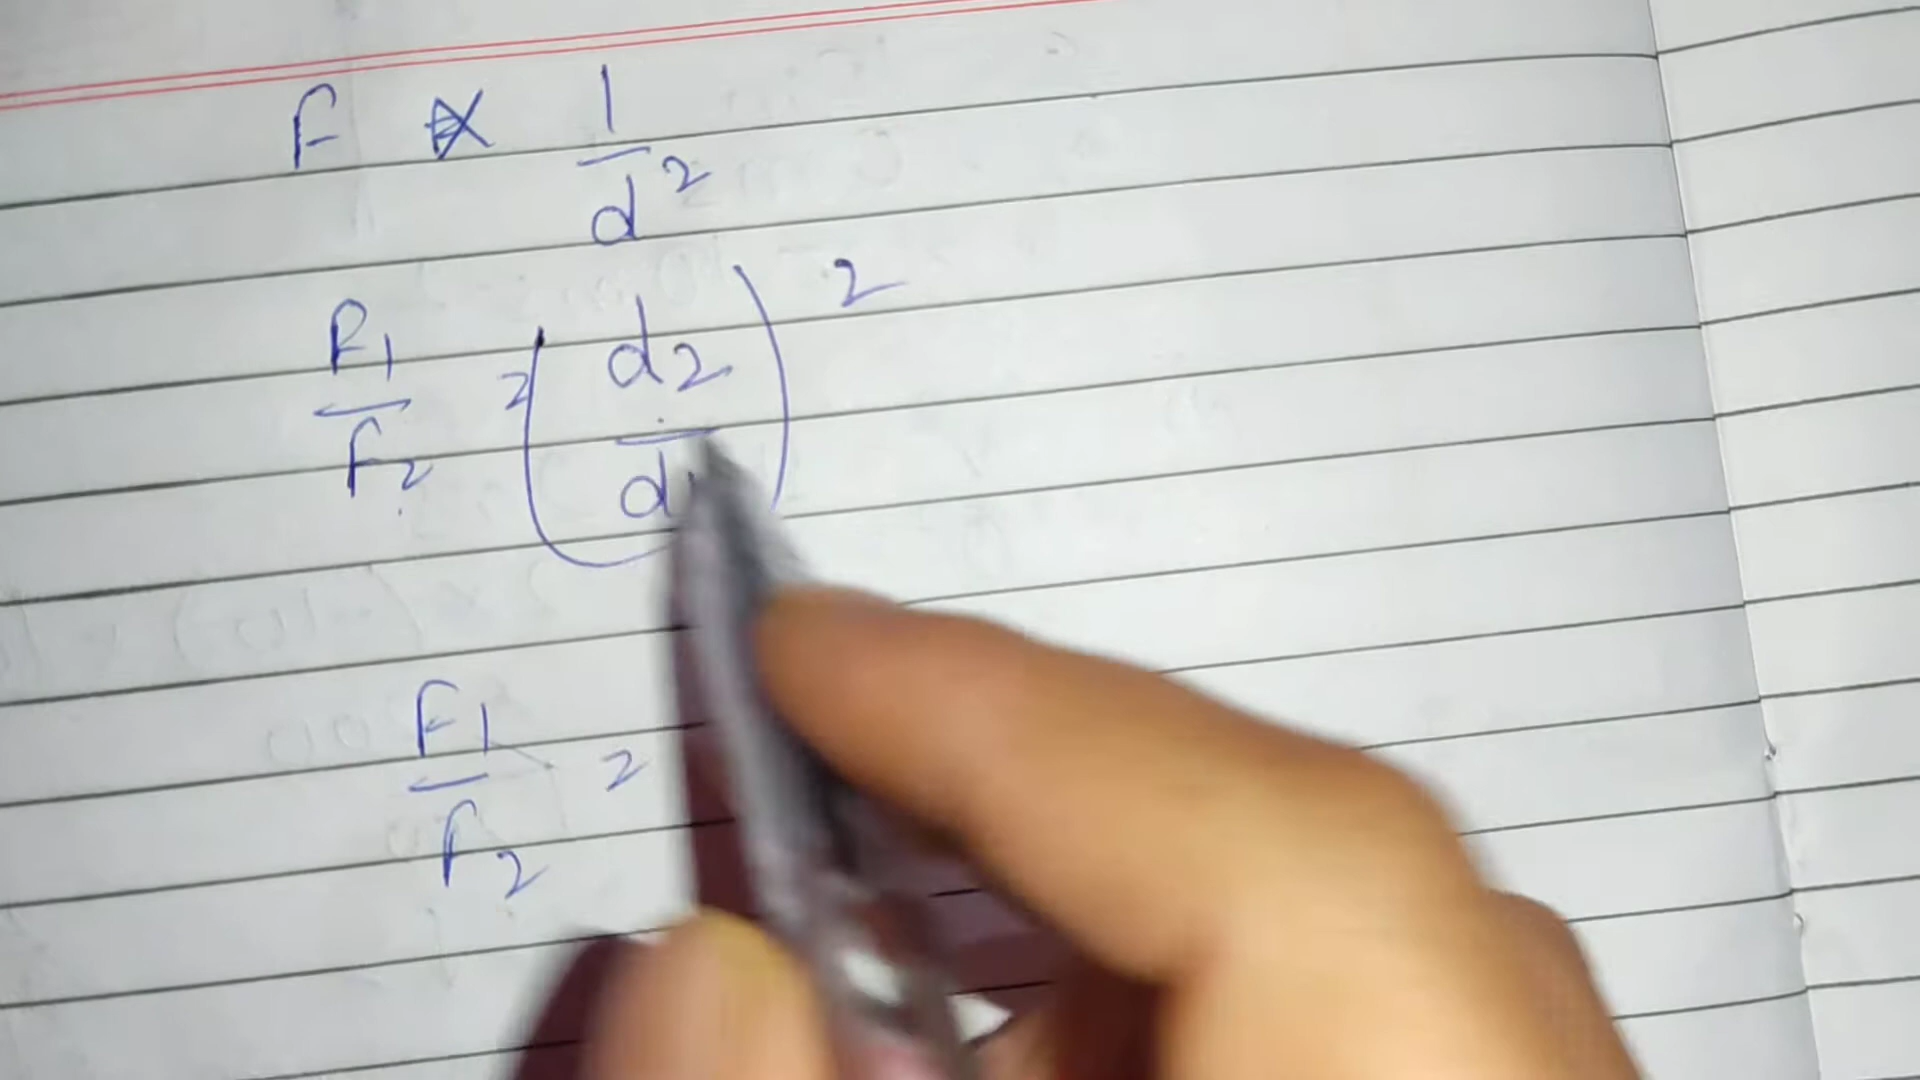 F ∝ 1/d²
F1/F2 = (d2/d1)²
F1/F2 =